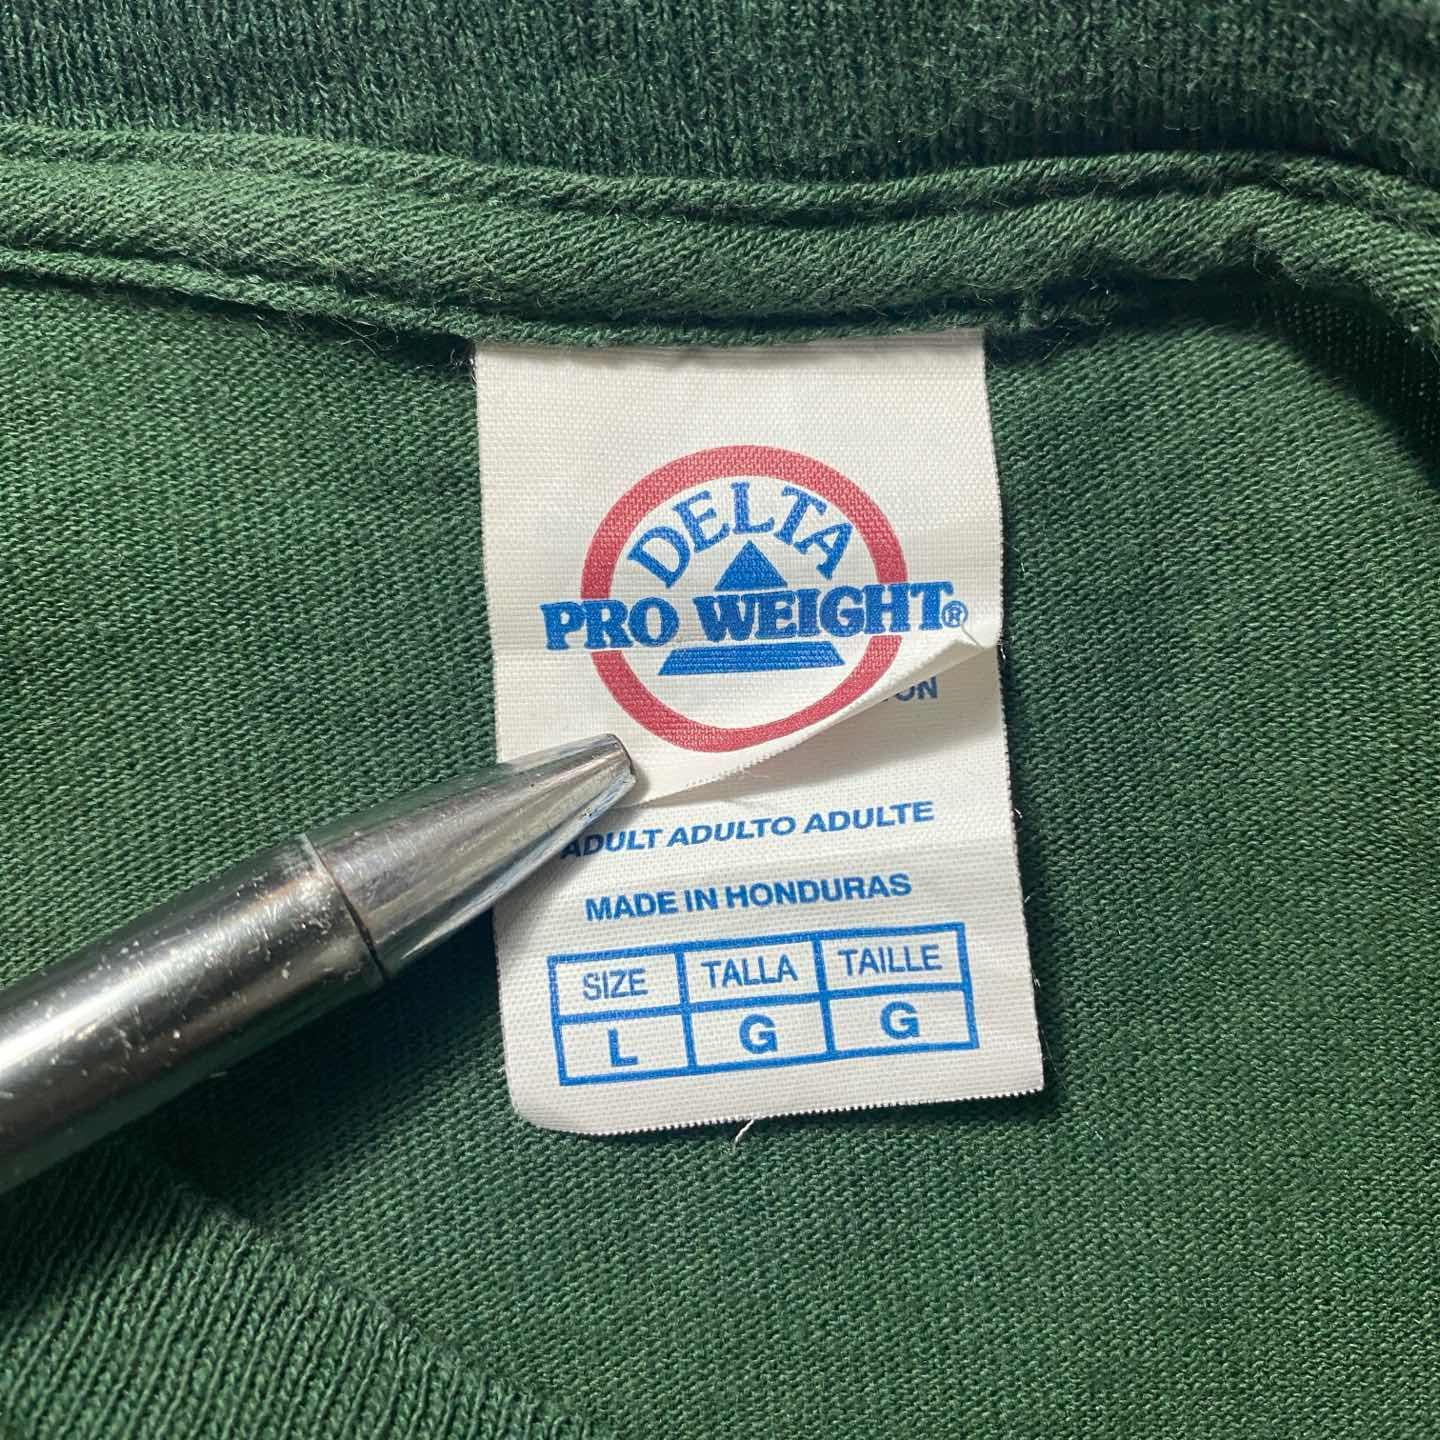 DELTA
PRO WEIGHT®
ADULT ADULTO ADULTE
MADE IN HONDURAS
SIZE TALLA TAILLE
L G G